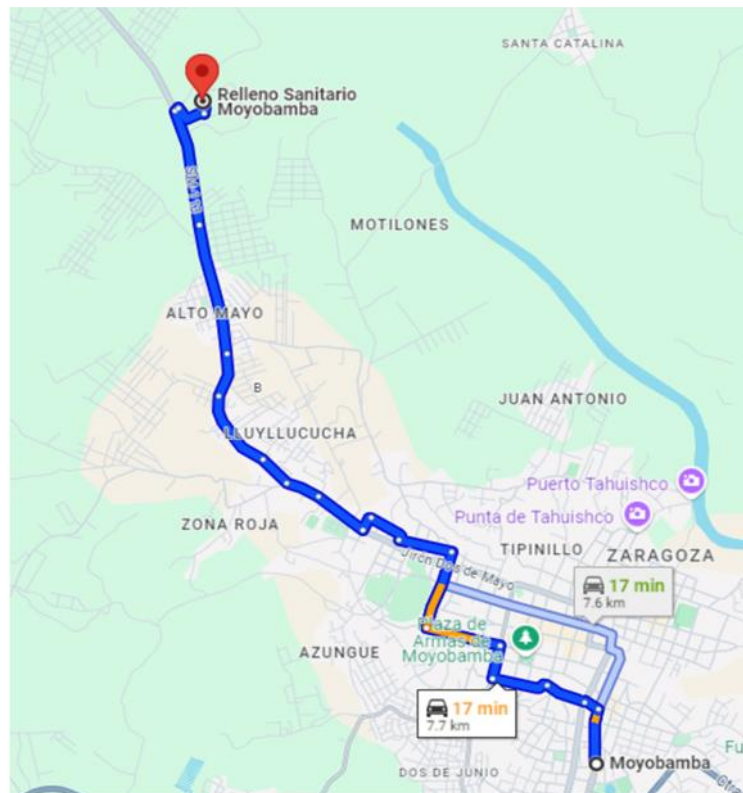 SANTA CATALINA
Relleno Sanitario
Moyobamba
MOTILONES
ALTO MAYO
B
JUAN ANTONIO
LLUYLLUCUCHA
Puerto Tahuishco
Punta de Tahuishco
ZONA ROJA
TIPINILLO
ZARAGOZA
Jirón Dos de Mayo
17 min
7.6 km
Plaza de
Armas de
Moyobamba
AZUNGUE
17 min
7.7 km
Fu
Moyobamba
DOS DE JUNIO